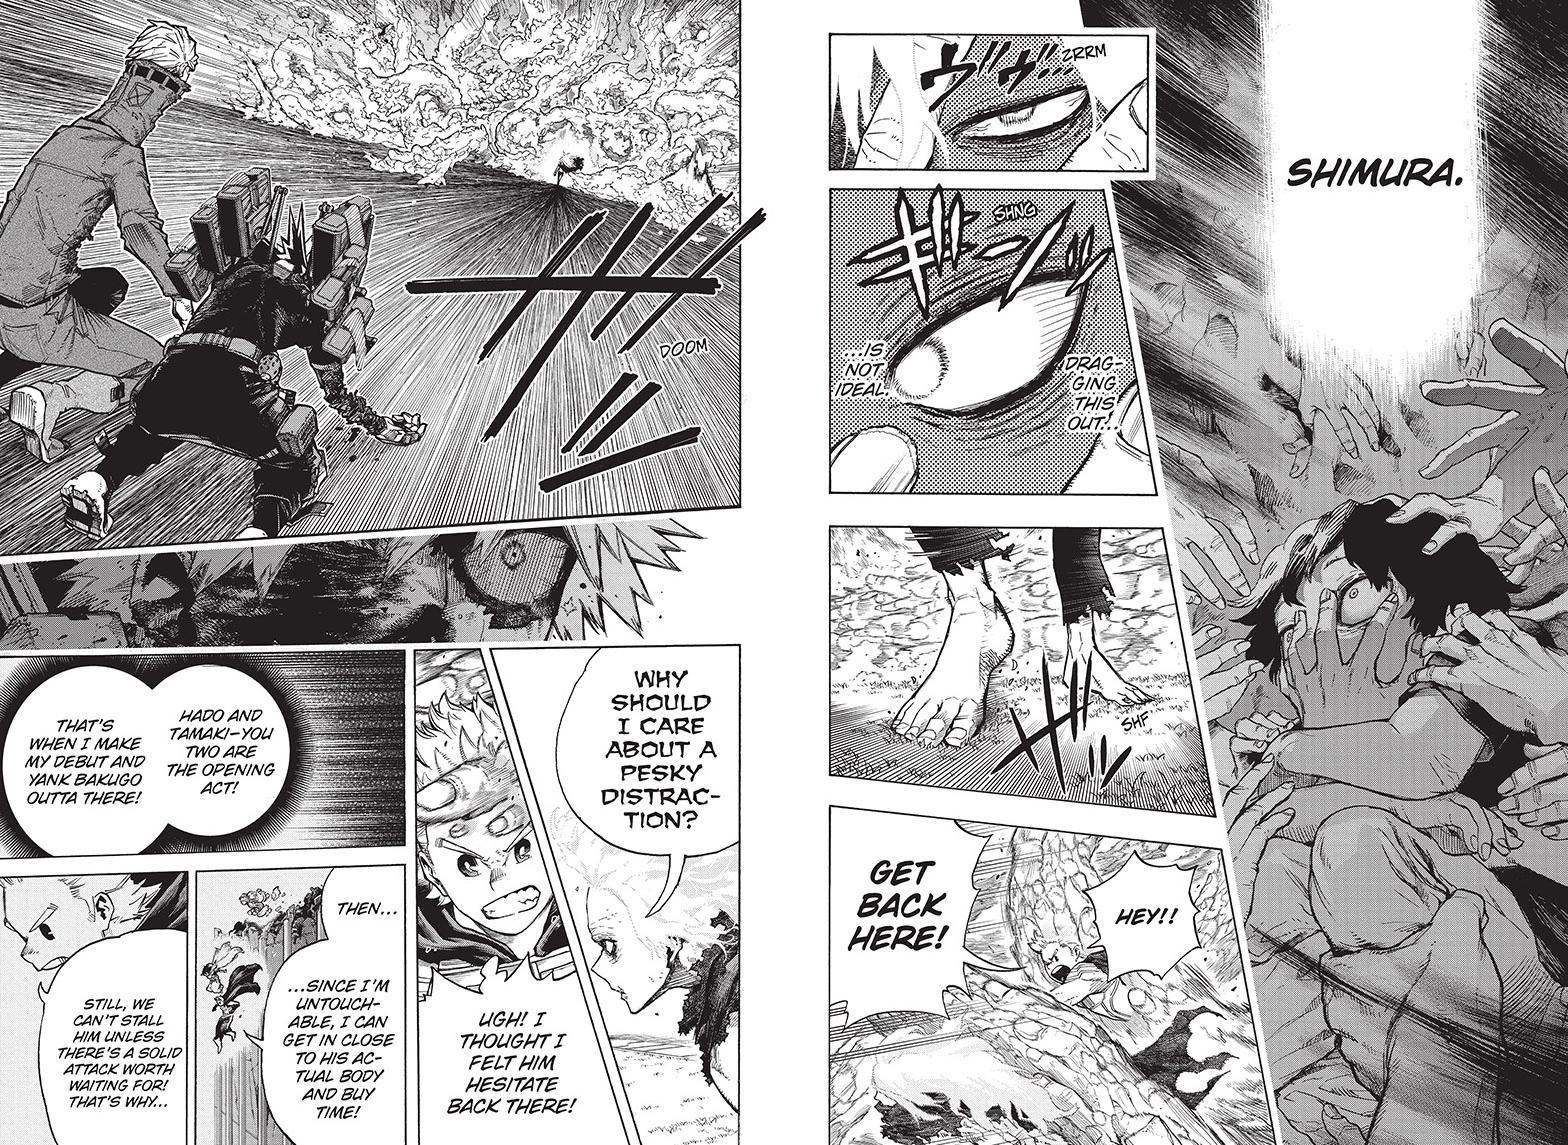 SHIMURA.
ヴヴ…
ZRRM
SHNG
DRAG-
GING
THIS
OUT...
...IS
NOT
IDEAL.
ザッ
SHF
HEY!!
GET
BACK
HERE!
DOOM
WHY
SHOULD
I CARE
ABOUT A
PESKY
DISTRAC-
TION?
UGH! I
THOUGHT I
FELT HIM
HESITATE
BACK THERE!
HADO AND
TAMAKI—YOU
TWO ARE
THE OPENING
ACT!
THAT'S
WHEN I MAKE
MY DEBUT AND
YANK BAKUGO
OUTTA THERE!
THEN...
...SINCE I'M
UNTOUCH-
ABLE, I CAN
GET IN CLOSE
TO HIS AC-
TUAL BODY
AND BUY
TIME!
STILL, WE
CAN'T STALL
HIM UNLESS
THERE'S A SOLID
ATTACK WORTH
WAITING FOR!
THAT'S WHY...